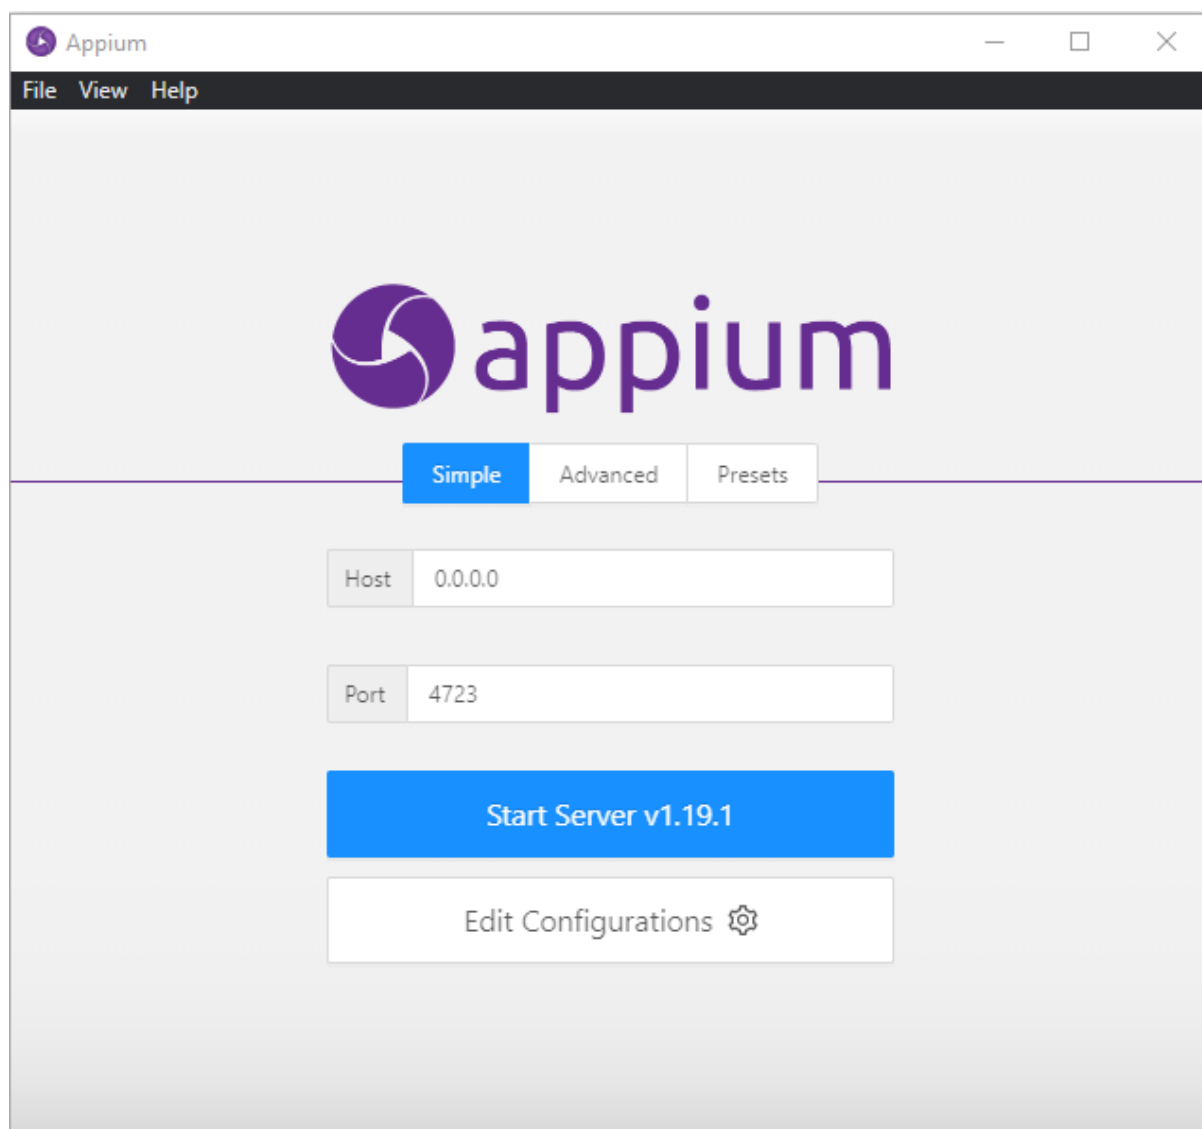 Appium
File View Help
appium
Simple Advanced Presets
Host 0.0.0.0
Port 4723
Start Server v1.19.1
Edit Configurations